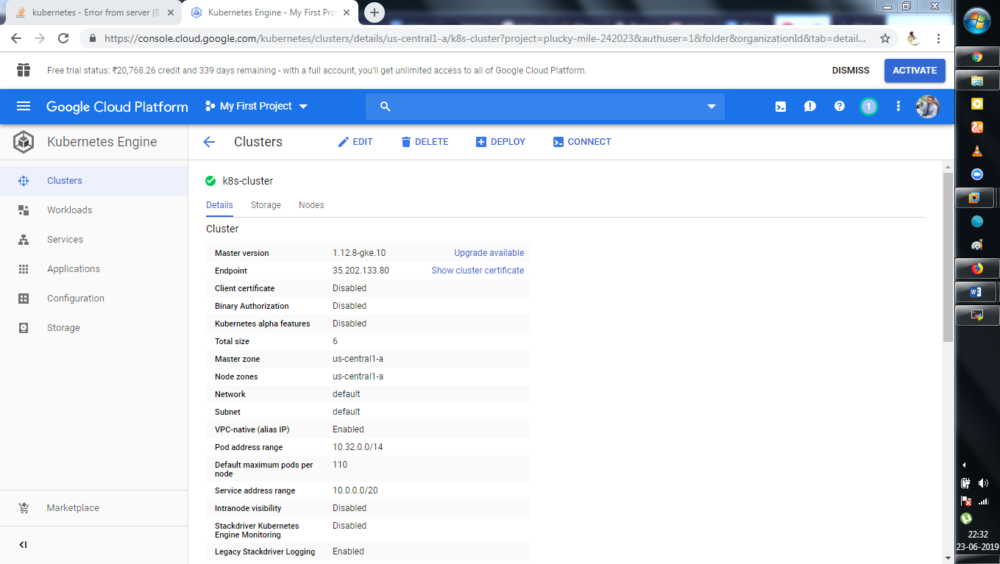 kubernetes - Error from server (B
Kubernetes Engine - My First Pro
https://console.cloud.google.com/kubernetes/clusters/details/us-central1-a/k8s-cluster?project=plucky-mile-242023&authuser=1&folder&organizationId&tab=detail...
Free trial status: ₹20,768.26 credit and 339 days remaining - with a full account, you'll get unlimited access to all of Google Cloud Platform.
DISMISS
ACTIVATE
Google Cloud Platform
My First Project
1
Kubernetes Engine
Clusters
EDIT
DELETE
DEPLOY
CONNECT
Clusters
Workloads
Services
Applications
Configuration
Storage
Marketplace
k8s-cluster
Details
Storage
Nodes
Cluster
Master version 1.12.8-gke.10 Upgrade available
Endpoint 35.202.133.80 Show cluster certificate
Client certificate Disabled
Binary Authorization Disabled
Kubernetes alpha features Disabled
Total size 6
Master zone us-central1-a
Node zones us-central1-a
Network default
Subnet default
VPC-native (alias IP) Enabled
Pod address range 10.32.0.0/14
Default maximum pods per 110
node
Service address range 10.0.0.0/20
Intranode visibility Disabled
Stackdriver Kubernetes Disabled
Engine Monitoring
Legacy Stackdriver Logging Enabled
22:32
23-06-2019